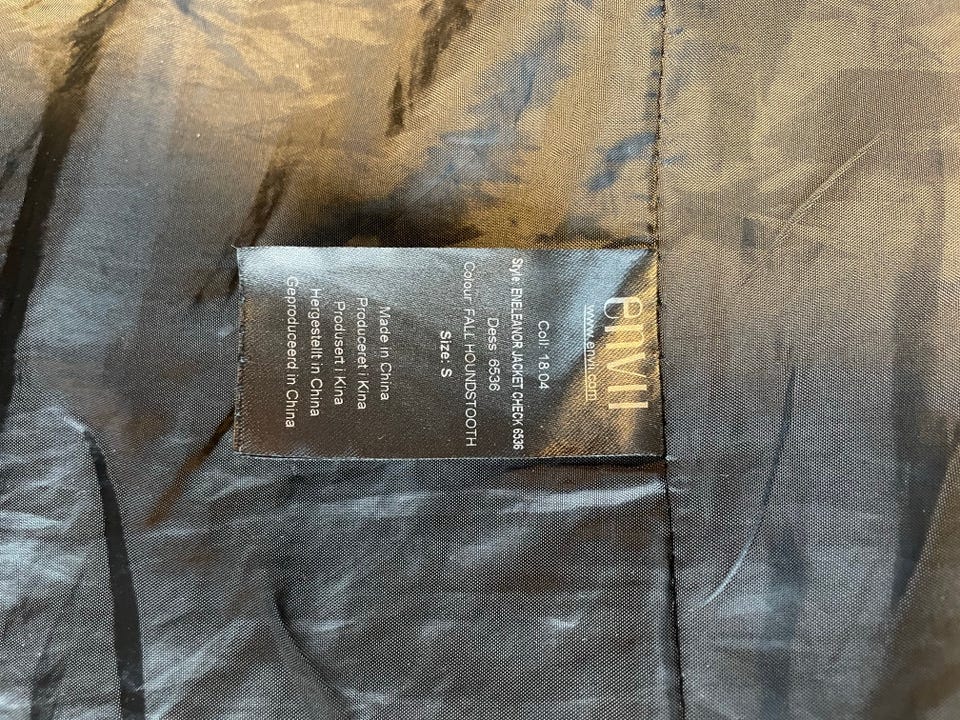 envii
www.envii.com
Coll: 18.04
Style: ENELEANOR JACKET CHECK 6536
Dess: 6536
Colour: FALL HOUNDSTOOTH
Size: S
Made in China
Produceret i Kina
Produsert i Kina
Hergestellt in China
Geproduceerd in China